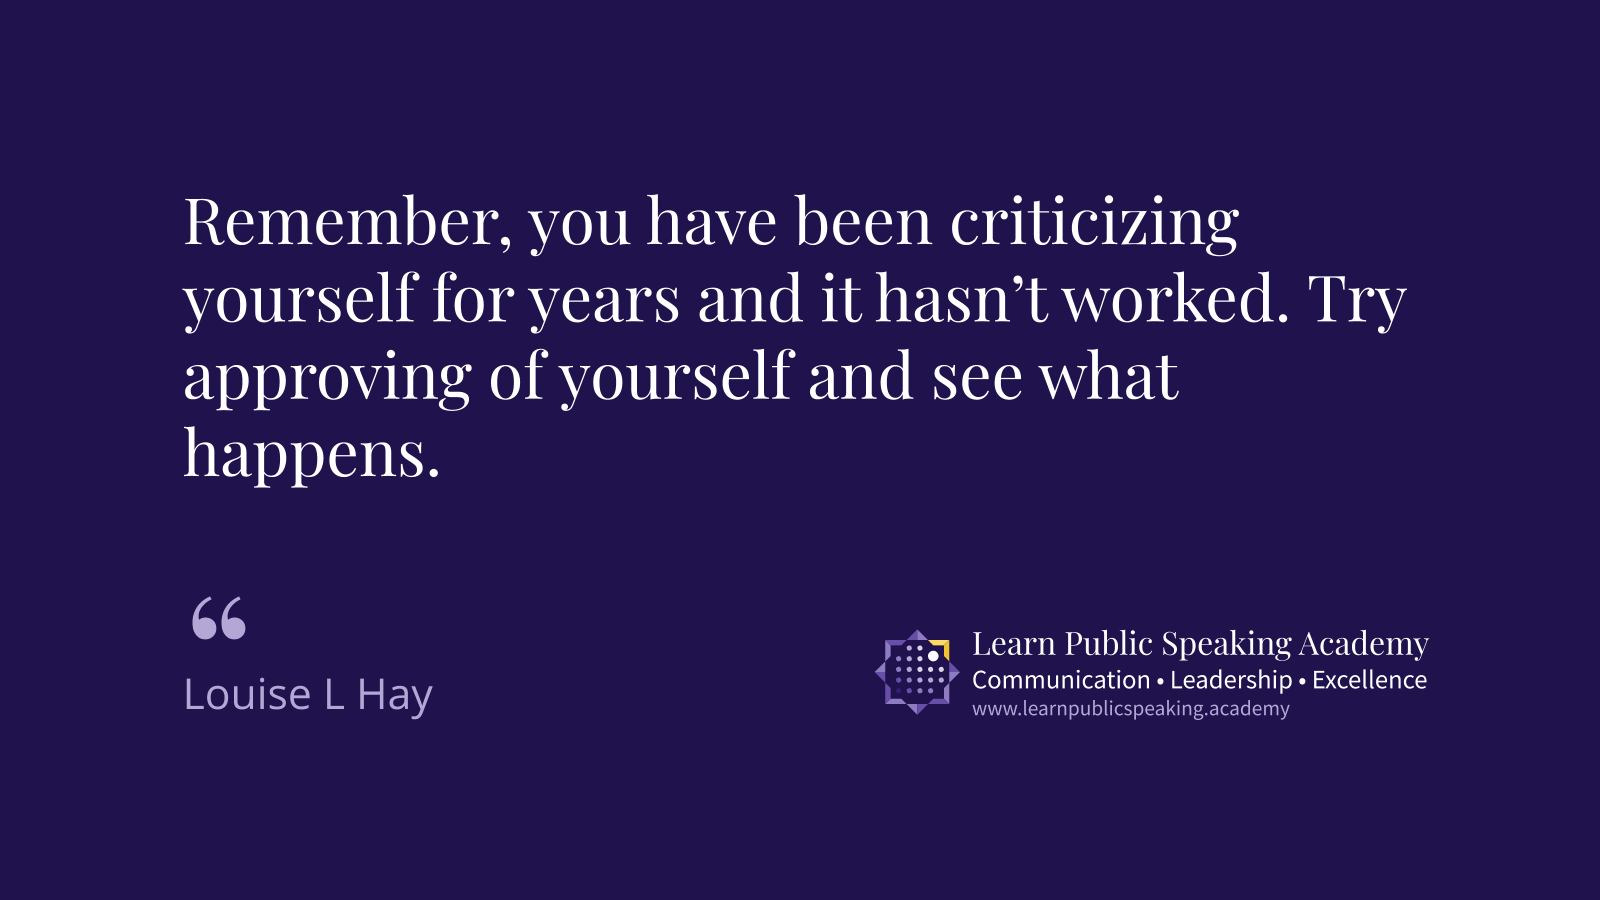 Remember, you have been criticizing
yourself for years and it hasn’t worked. Try
approving of yourself and see what
happens.
“
Louise L Hay
Learn Public Speaking Academy
Communication • Leadership • Excellence
www.learnpublicspeaking.academy